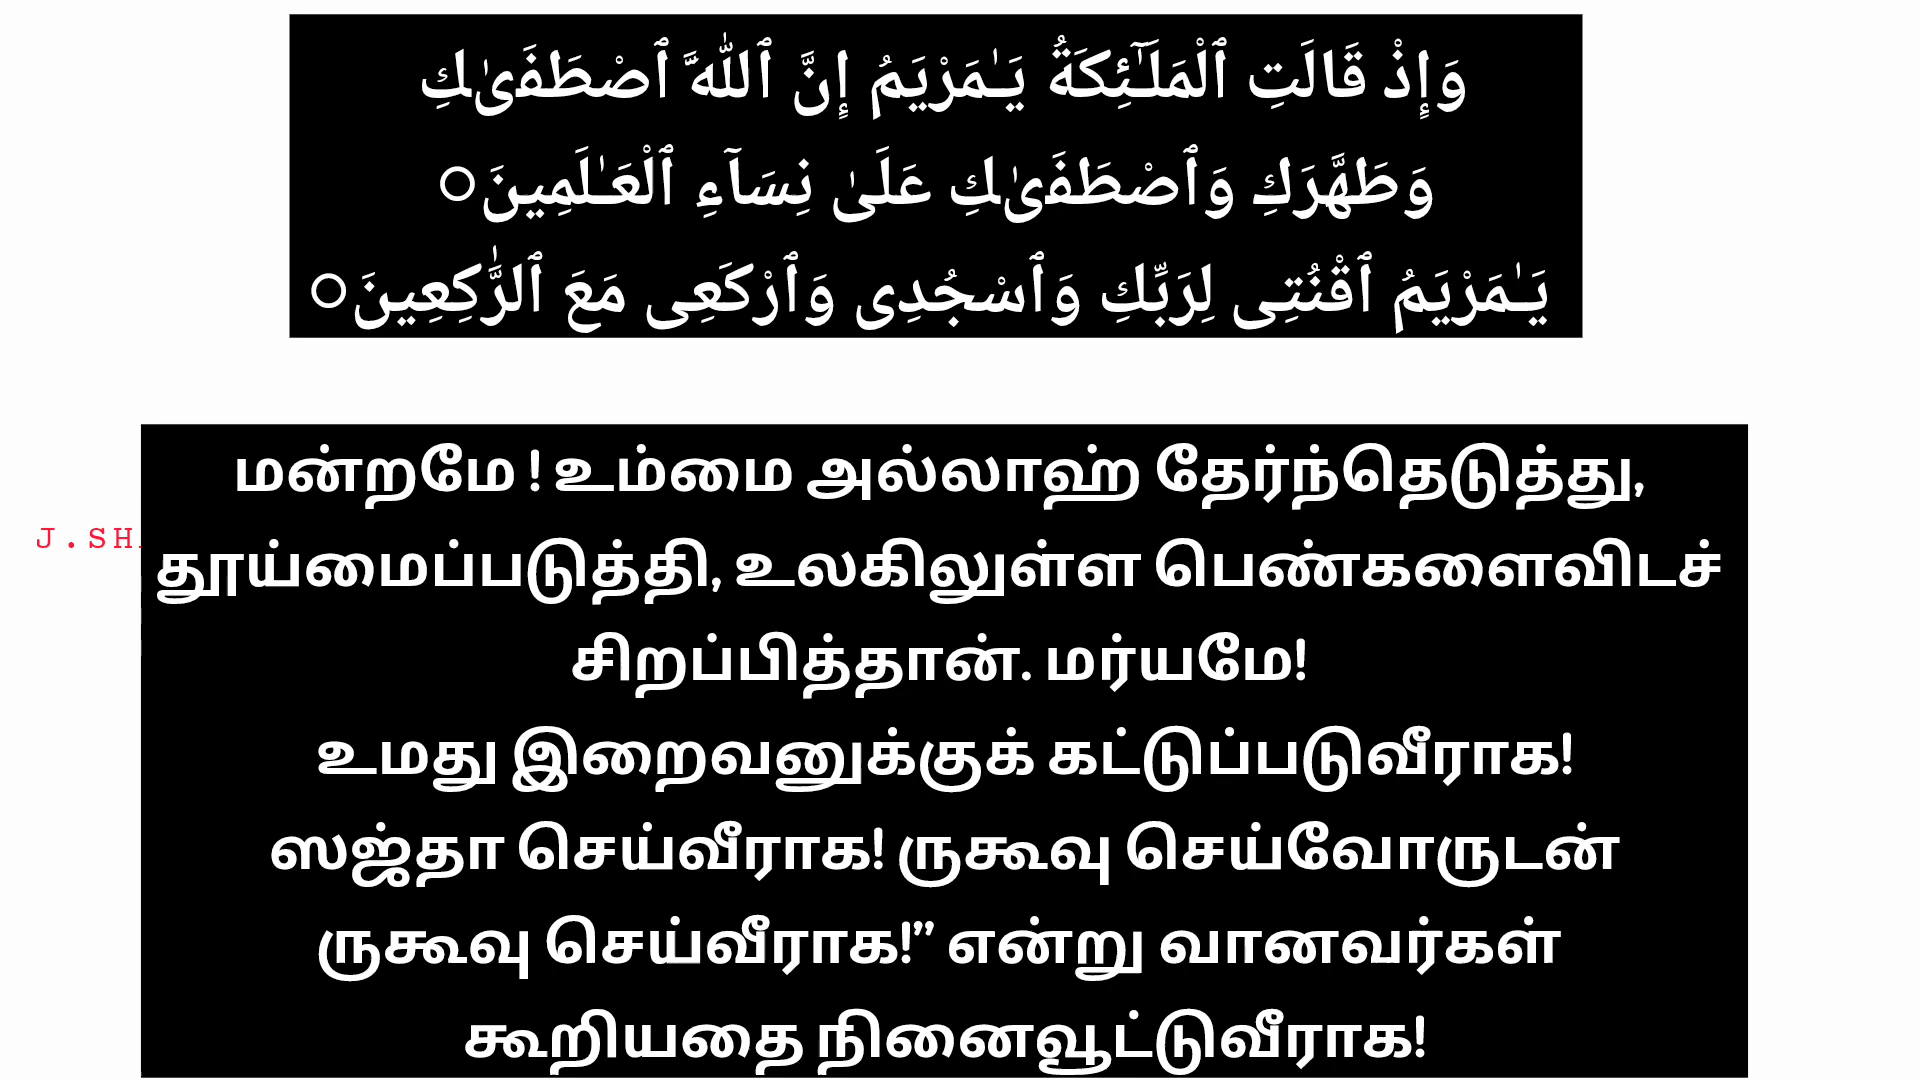 وَإِذْ قَالَتِ ٱلْمَلَـٰٓئِكَةُ يَـٰمَرْيَمُ إِنَّ ٱللَّهَ ٱصْطَفَىٰكِ
وَطَهَّرَكِ وَٱصْطَفَىٰكِ عَلَىٰ نِسَآءِ ٱلْعَـٰلَمِينَ○
يَـٰمَرْيَمُ ٱقْنُتِى لِرَبِّكِ وَٱسْجُدِى وَٱرْكَعِى مَعَ ٱلرَّٰكِعِينَ○
மன்றமே ! உம்மை அல்லாஹ் தேர்ந்தெடுத்து,
J.SH
தூய்மைப்படுத்தி, உலகிலுள்ள பெண்களைவிடச்
சிறப்பித்தான். மர்யமே!
உமது இறைவனுக்குக் கட்டுப்படுவீராக!
ஸஜ்தா செய்வீராக! ருகூவு செய்வோருடன்
ருகூவு செய்வீராக!” என்று வானவர்கள்
கூறியதை நினைவூட்டுவீராக!